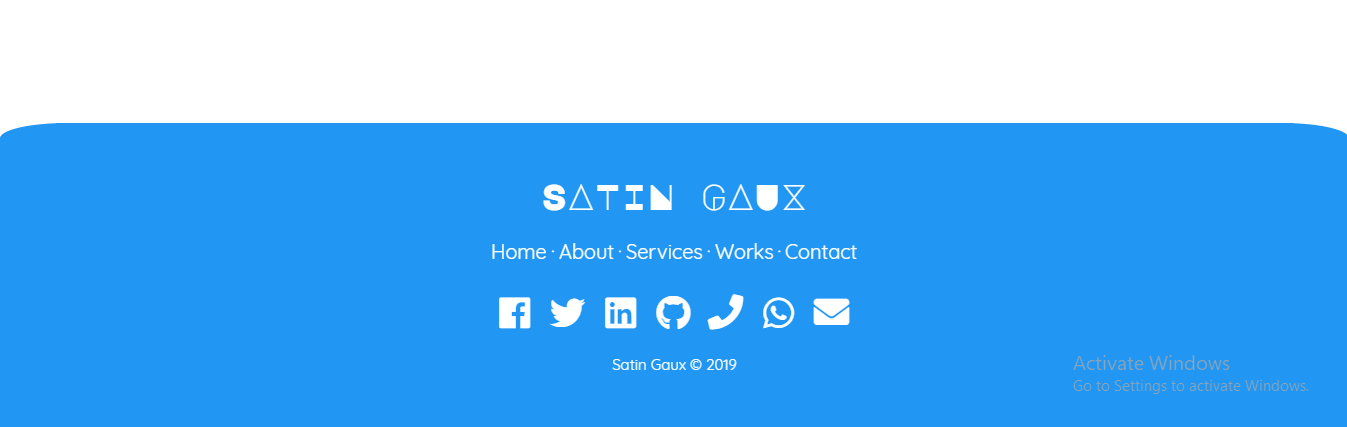 SATIN GAUX
Home · About · Services · Works · Contact
Satin Gaux © 2019
Activate Windows
Go to Settings to activate Windows.